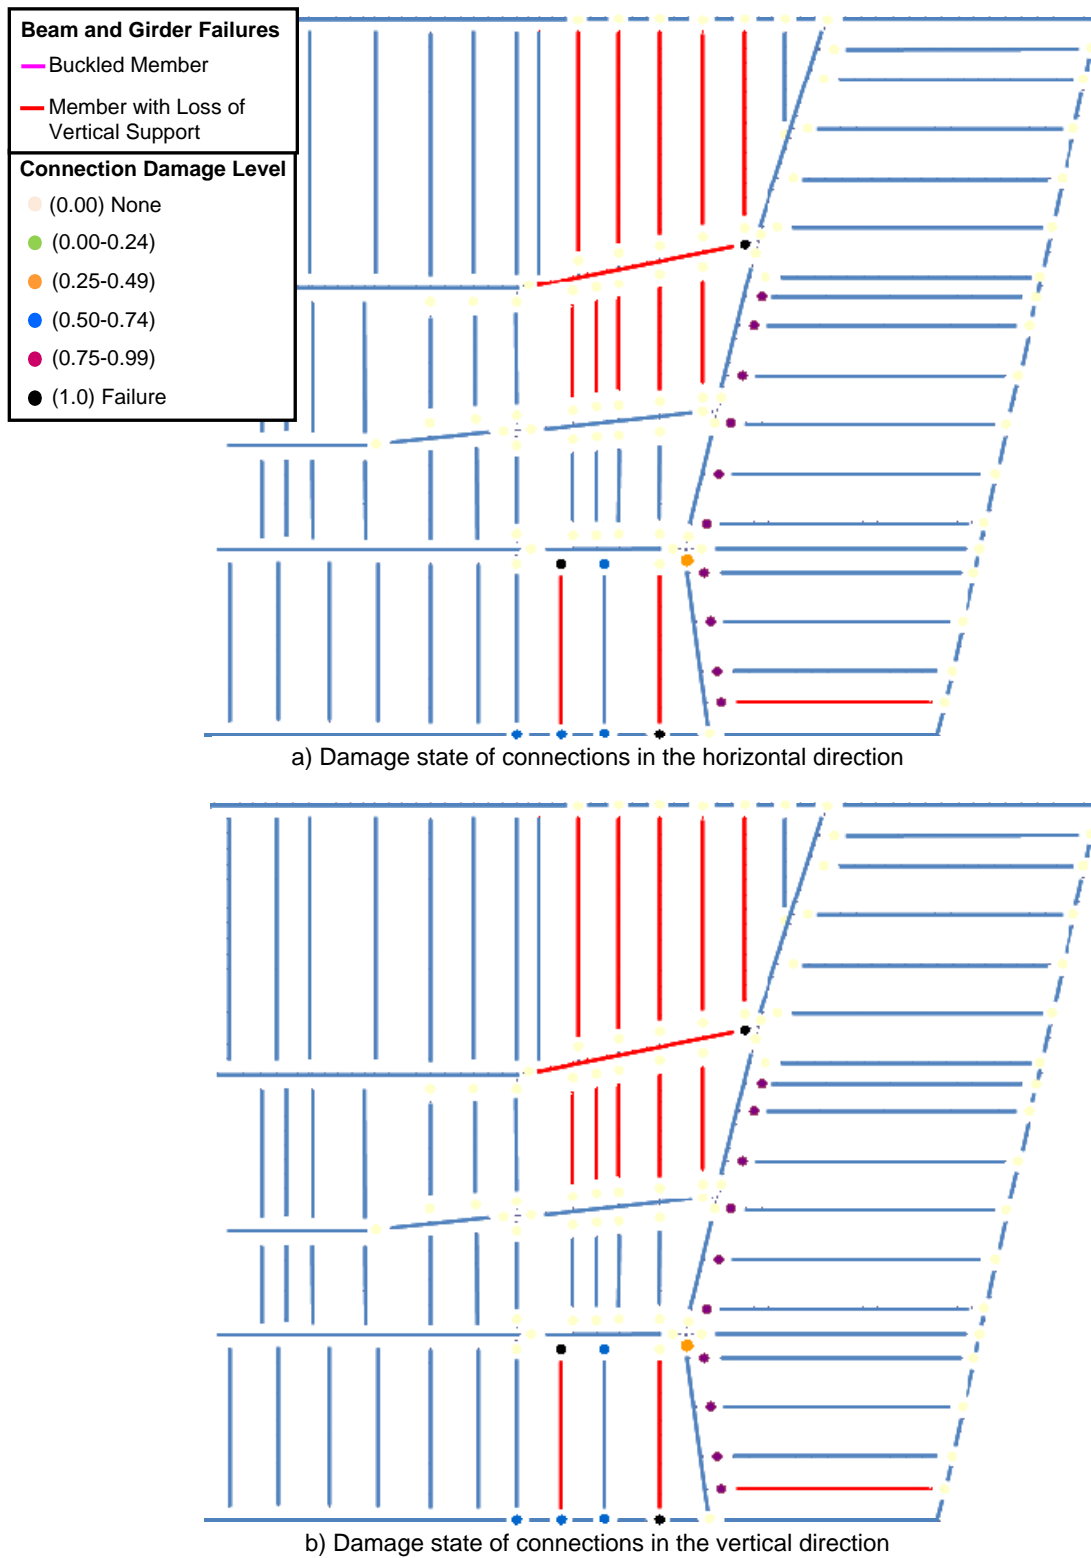 Beam and Girder Failures
Buckled Member
Member with Loss of
Vertical Support
Connection Damage Level
(0.00) None
(0.00-0.24)
(0.25-0.49)
(0.50-0.74)
(0.75-0.99)
(1.0) Failure
a) Damage state of connections in the horizontal direction
b) Damage state of connections in the vertical direction